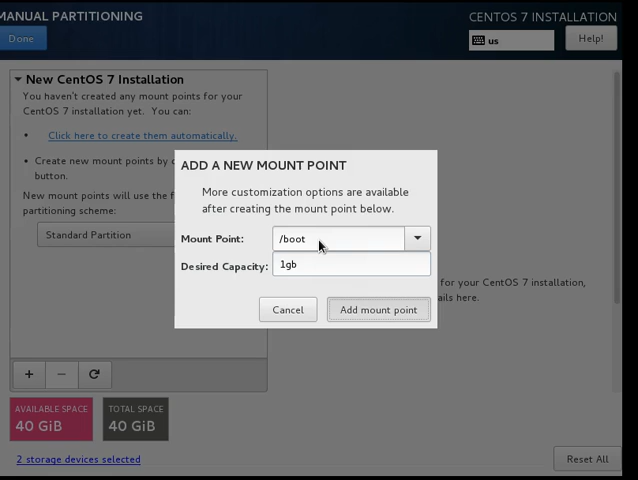 MANUAL PARTITIONING
CENTOS 7 INSTALLATION
Done
us
Help!
New CentOS 7 Installation
You haven't created any mount points for your
CentOS 7 installation yet. You can:
• Click here to create them automatically.
• Create new mount points by c
button.
New mount points will use the f
partitioning scheme:
Standard Partition
ADD A NEW MOUNT POINT
More customization options are available
after creating the mount point below.
Mount Point: /boot
Desired Capacity: 1gb
Cancel
Add mount point
for your CentOS 7 installation,
ails here.
+ −
AVAILABLE SPACE
40 GiB
TOTAL SPACE
40 GiB
2 storage devices selected
Reset All